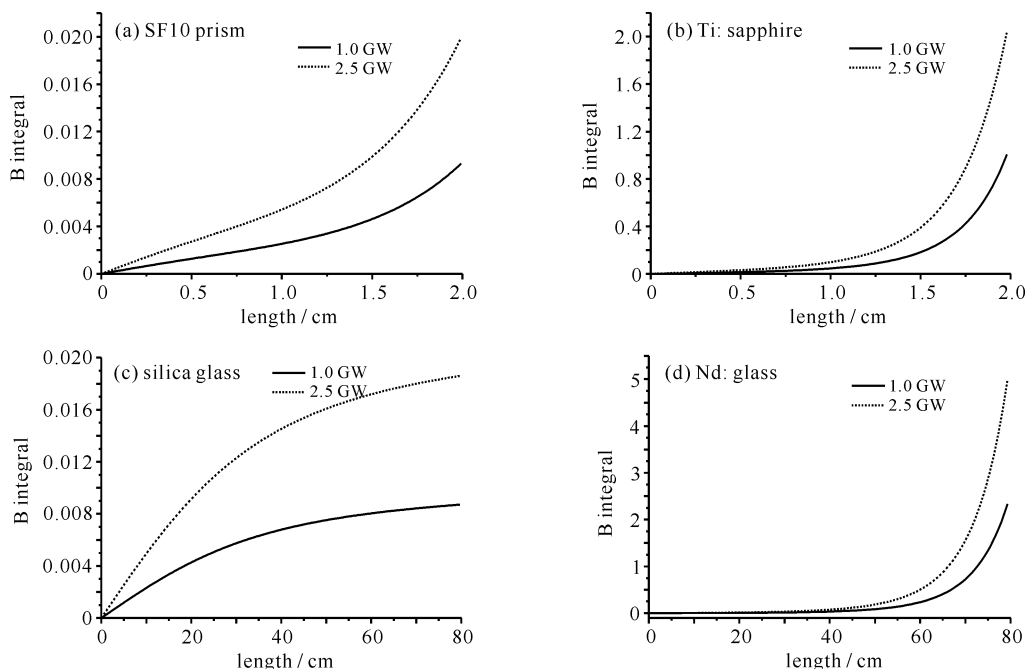 (a) SF10 prism
1.0 GW
2.5 GW
0.020
0.016
0.012
0.008
0.004
0
B integral
0 0.5 1.0 1.5 2.0
length / cm
(b) Ti: sapphire
1.0 GW
2.5 GW
2.0
1.6
1.2
0.8
0.4
0
B integral
0 0.5 1.0 1.5 2.0
length / cm
(c) silica glass
1.0 GW
2.5 GW
0.020
0.016
0.012
0.008
0.004
0
B integral
0 20 40 60 80
length / cm
(d) Nd: glass
1.0 GW
2.5 GW
5
4
3
2
1
0
B integral
0 20 40 60 80
length / cm